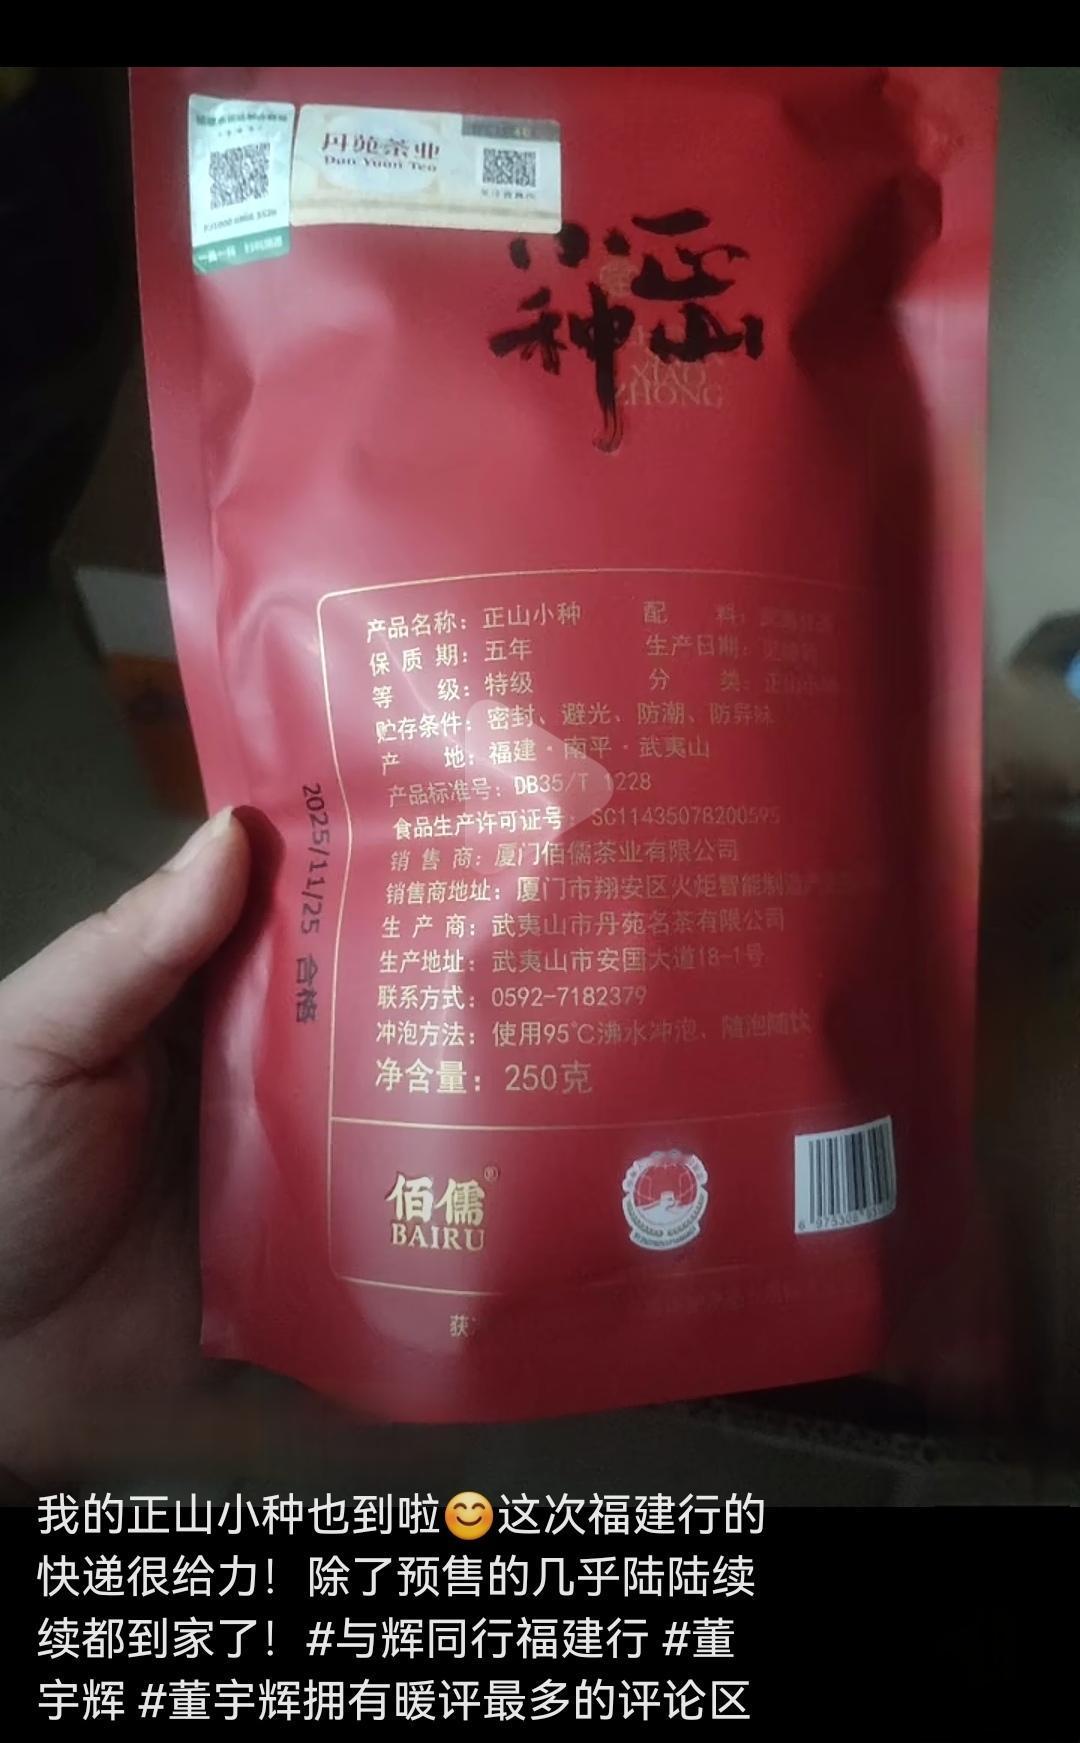 丹苑茶业
Dan Yuan Tea
正山
小种
XIAO
ZHONG
产品名称：正山小种 配 料：
保质期：五年 生产日期：
等 级：特级 分 类：正山小种
贮存条件：密封、避光、防潮、防异味
产 地：福建·南平·武夷山
产品标准号：DB35/T 1228
食品生产许可证号：SC11435078200595
销售商：厦门佰儒茶业有限公司
销售商地址：厦门市翔安区火炬智能制造产业
生产商：武夷山市丹苑名茶有限公司
生产地址：武夷山市安国大道18-1号
联系方式：0592-7182379
冲泡方法：使用95℃沸水冲泡、随泡随饮
净含量：250克
2025/11/25 合格
佰儒®
BAIRU
获
我的正山小种也到啦😊这次福建行的
快递很给力！除了预售的几乎陆陆续
续都到家了！#与辉同行福建行 #董
宇辉 #董宇辉拥有暖评最多的评论区